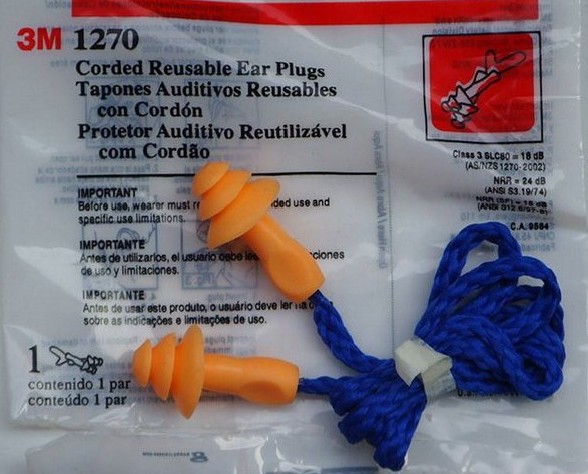 3M 1270
Corded Reusable Ear Plugs
Tapones Auditivos Reusables
con Cordón
Protetor Auditivo Reutilizável
com Cordão
Class 3 SLC80 = 18 dB
(AS/NZS 1270-2002)
NRR = 24 dB
(ANSI S3.19/74)
C.A. 9584
IMPORTANT
Before use, wearer must use and
specific use limitations.
IMPORTANTE
Antes de utilizarlos, el usuario debe
de uso y limitaciones.
IMPORTANTE
Antes de usar este produto, o usuário deve ler
sobre as indicações e limitações de uso.
1
contenido 1 par
conteúdo 1 par